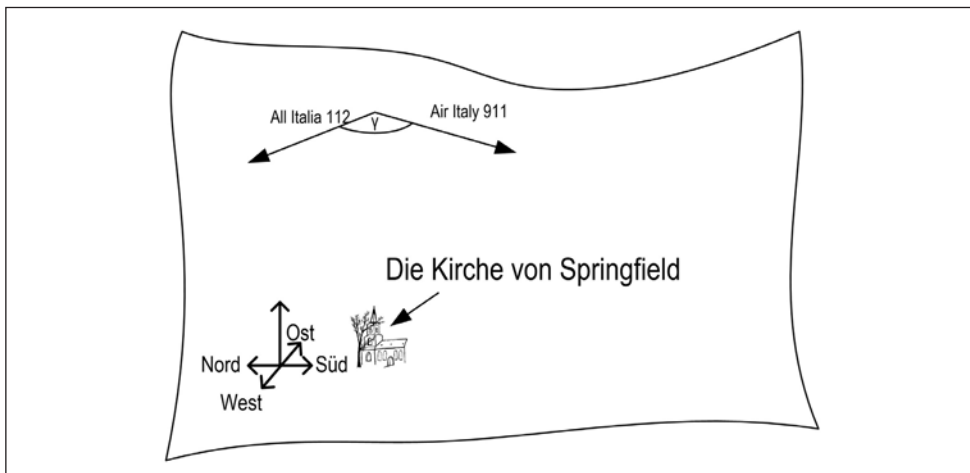 All Italia 112
Air Italy 911
γ
Die Kirche von Springfield
Ost
Nord
Süd
West